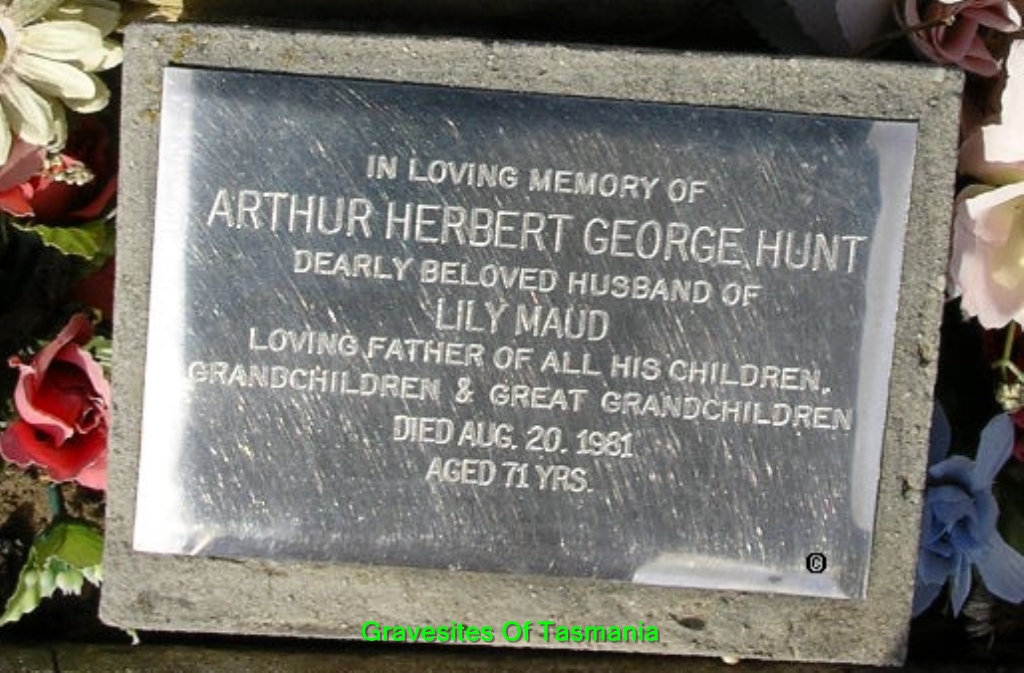 IN LOVING MEMORY OF
ARTHUR HERBERT GEORGE HUNT
DEARLY BELOVED HUSBAND OF
LILY MAUD
LOVING FATHER OF ALL HIS CHILDREN,
GRANDCHILDREN & GREAT GRANDCHILDREN
DIED AUG. 20. 1981
AGED 71 YRS.
©
Gravesites Of Tasmania